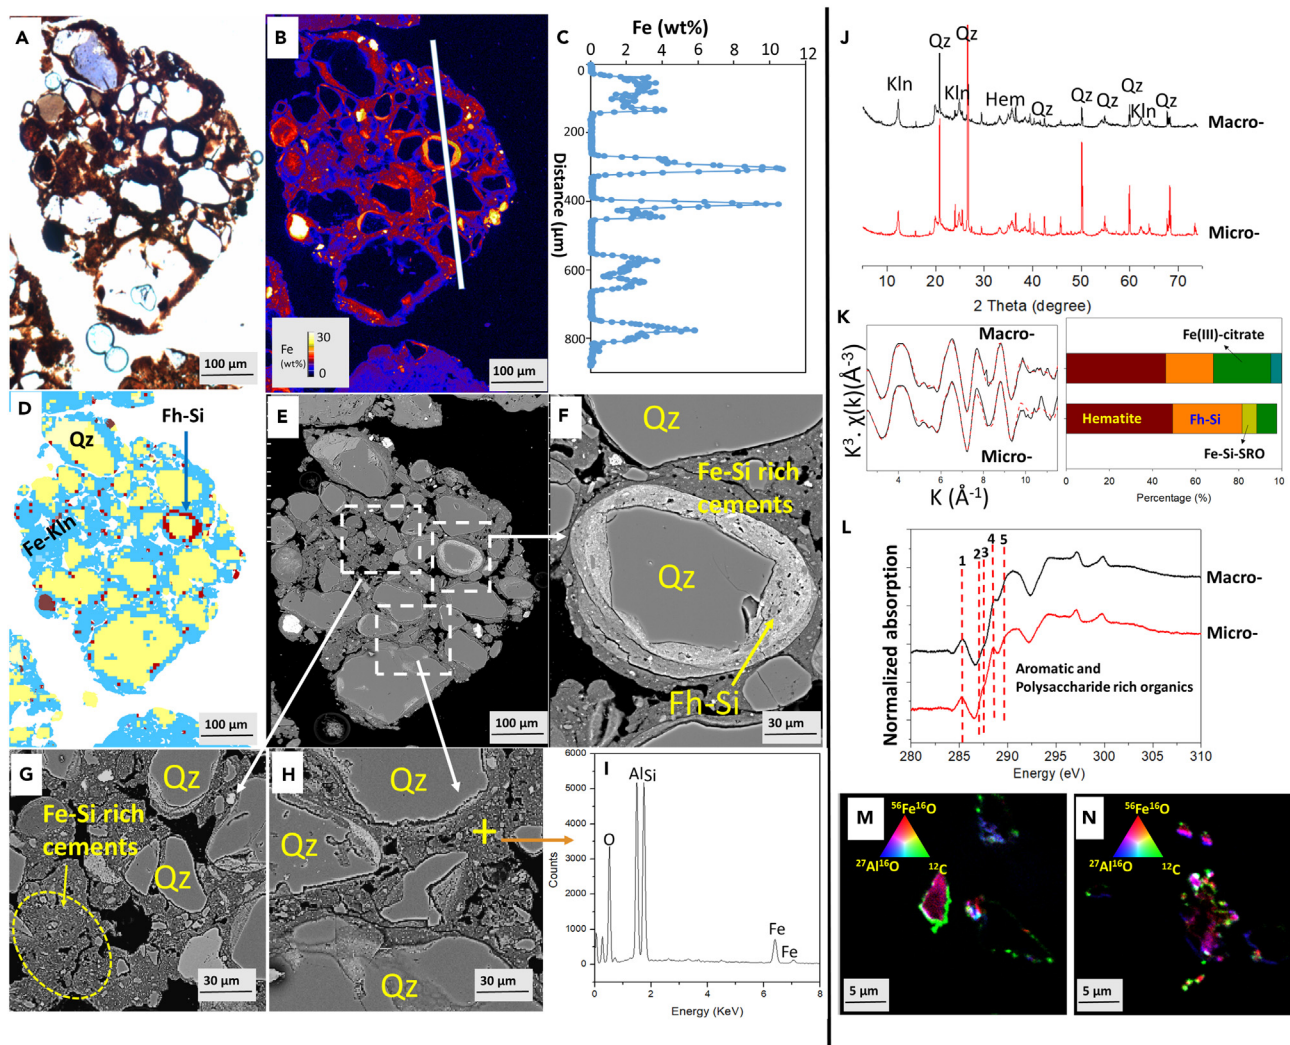 A
100 µm
B
Fe
(wt%)
30
0
100 µm
C
Fe (wt%)
0 2 4 6 8 10 12
0
200
400
600
800
Distance (µm)
D
Fh-Si
Qz
Fe-Kln
100 µm
E
100 µm
F
Qz
Fe-Si rich
cements
Qz
Fh-Si
30 µm
G
Qz
Fe-Si rich
cements
Qz
30 µm
H
Qz
Qz
Qz
30 µm
I
6000
5000
4000
3000
2000
1000
0
Counts
O
Al Si
Fe
Fe
0 2 4 6 8
Energy (KeV)
J
Qz
Qz
Kln
Kln
Hem
Qz
Qz
Qz
Qz
Kln
Qz
Macro-
Micro-
10 20 30 40 50 60 70
2 Theta (degree)
K
Macro-
Micro-
K³. χ(k)(Å⁻³)
4 6 8 10
K (Å⁻¹)
Fe(III)-citrate
Hematite
Fh-Si
Fe-Si-SRO
0 20 40 60 80 100
Percentage (%)
L
1 2 3 4 5
Macro-
Micro-
Aromatic and
Polysaccharide rich organics
Normalized absorption
280 285 290 295 300 305 310
Energy (eV)
M
⁵⁶Fe¹⁶O
²⁷Al¹⁶O
¹²C
5 µm
N
⁵⁶Fe¹⁶O
²⁷Al¹⁶O
¹²C
5 µm